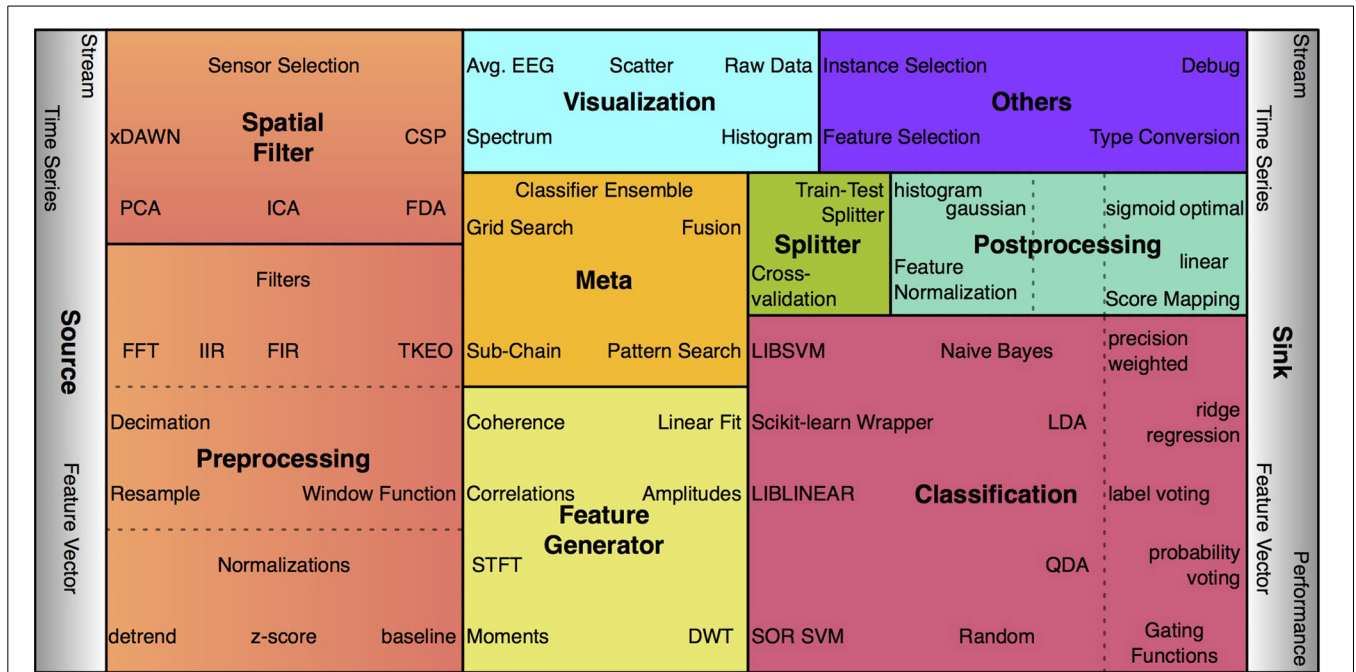 Stream
Time Series
Source
Feature Vector
Sensor Selection
xDAWN
Spatial
Filter
CSP
PCA
ICA
FDA
Filters
FFT
IIR
FIR
TKEO
Decimation
Preprocessing
Resample
Window Function
Normalizations
detrend
z-score
baseline
Avg. EEG
Scatter
Raw Data
Visualization
Spectrum
Histogram
Instance Selection
Debug
Others
Feature Selection
Type Conversion
Classifier Ensemble
Grid Search
Fusion
Meta
Sub-Chain
Pattern Search
Train-Test
Splitter
Splitter
Cross-
validation
histogram
gaussian
sigmoid optimal
Postprocessing
linear
Feature
Normalization
Score Mapping
Coherence
Linear Fit
Correlations
Amplitudes
Feature
Generator
STFT
Moments
DWT
LIBSVM
Naive Bayes
precision
weighted
Scikit-learn Wrapper
LDA
ridge
regression
LIBLINEAR
Classification
label voting
QDA
probability
voting
SOR SVM
Random
Gating
Functions
Stream
Time Series
Sink
Feature Vector
Performance